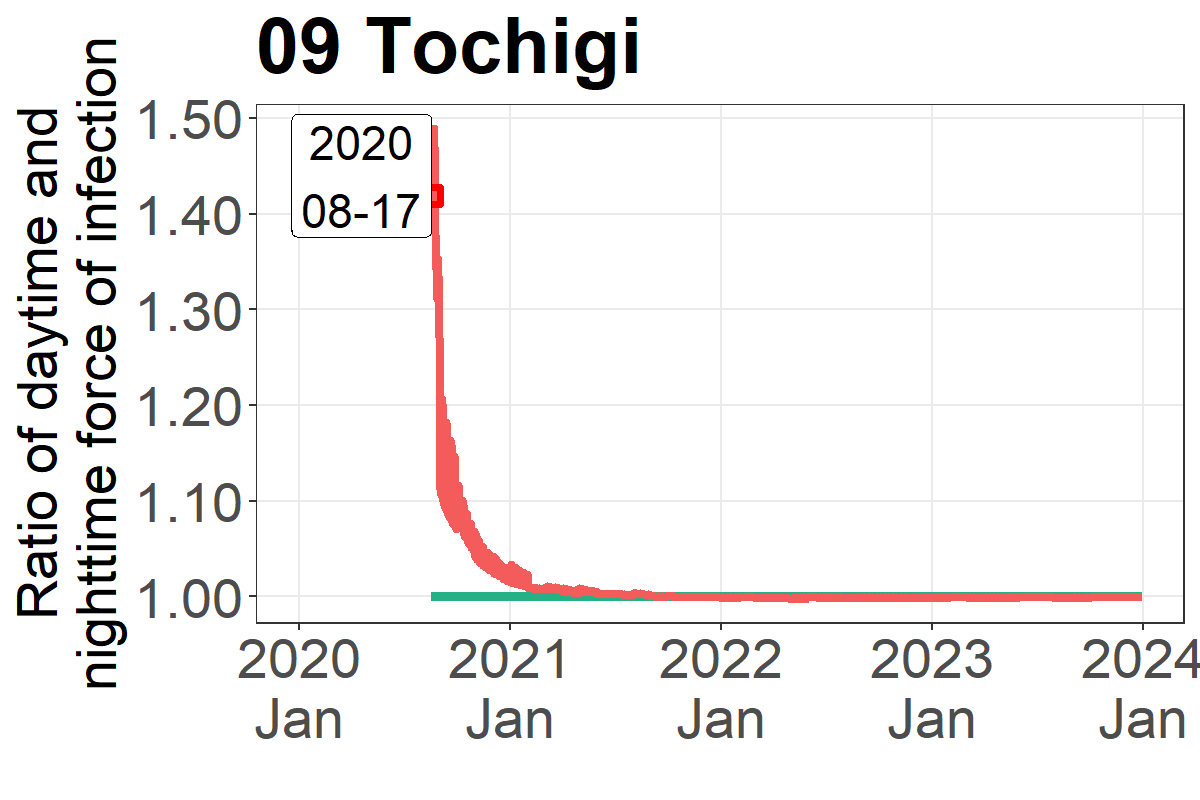 09 Tochigi
Ratio of daytime and
nighttime force of infection
1.50
1.40
1.30
1.20
1.10
1.00
2020
08-17
2020
Jan
2021
Jan
2022
Jan
2023
Jan
2024
Jan